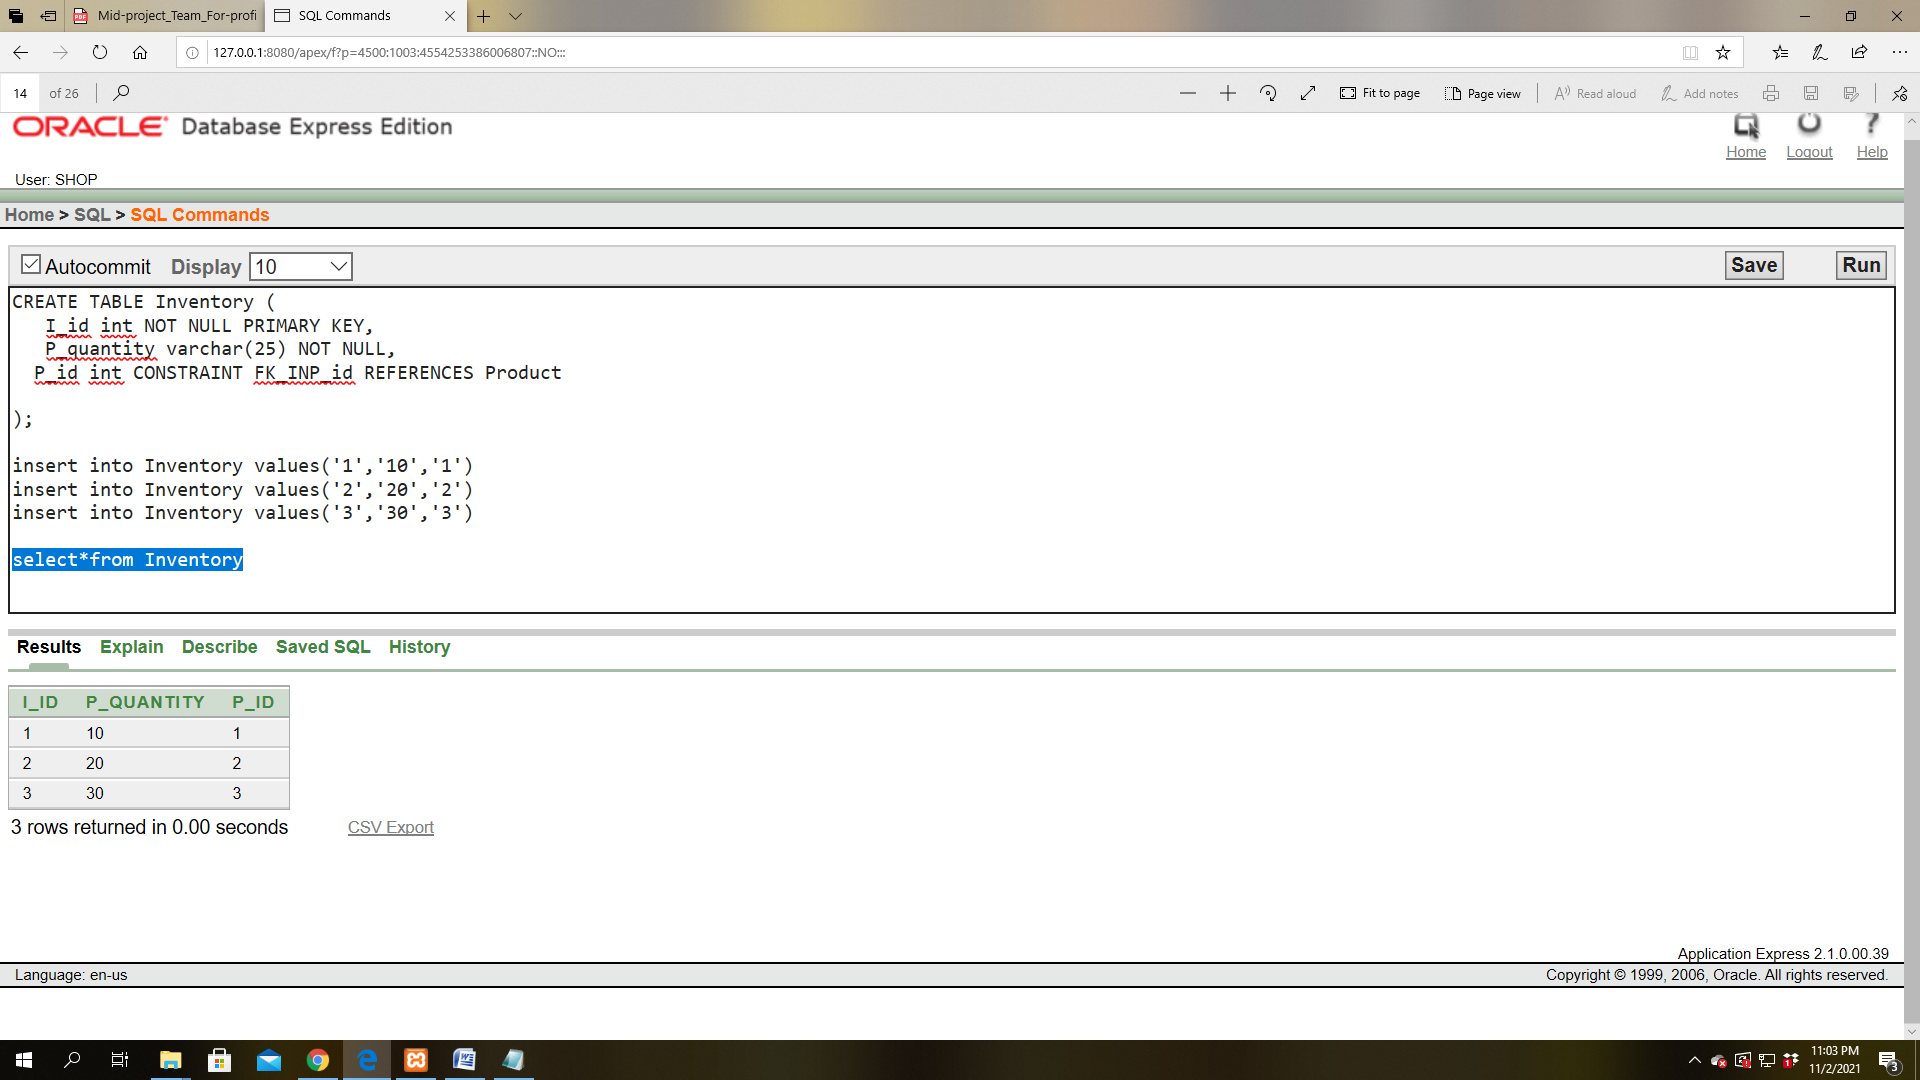 Mid-project_Team_For-profi
SQL Commands
127.0.0.1:8080/apex/f?p=4500:1003:4554253386006807::NO:::
14 of 26
Fit to page
Page view
Read aloud
Add notes
ORACLE Database Express Edition
Home Logout Help
User: SHOP
Home > SQL > SQL Commands
Autocommit Display 10
Save Run
CREATE TABLE Inventory (
I_id int NOT NULL PRIMARY KEY,
P_quantity varchar(25) NOT NULL,
P_id int CONSTRAINT FK_INP_id REFERENCES Product
);
insert into Inventory values('1','10','1')
insert into Inventory values('2','20','2')
insert into Inventory values('3','30','3')
select*from Inventory
Results Explain Describe Saved SQL History
I_ID P_QUANTITY P_ID
1 10 1
2 20 2
3 30 3
3 rows returned in 0.00 seconds
CSV Export
Application Express 2.1.0.00.39
Language: en-us
Copyright © 1999, 2006, Oracle. All rights reserved.
11:03 PM
11/2/2021
3